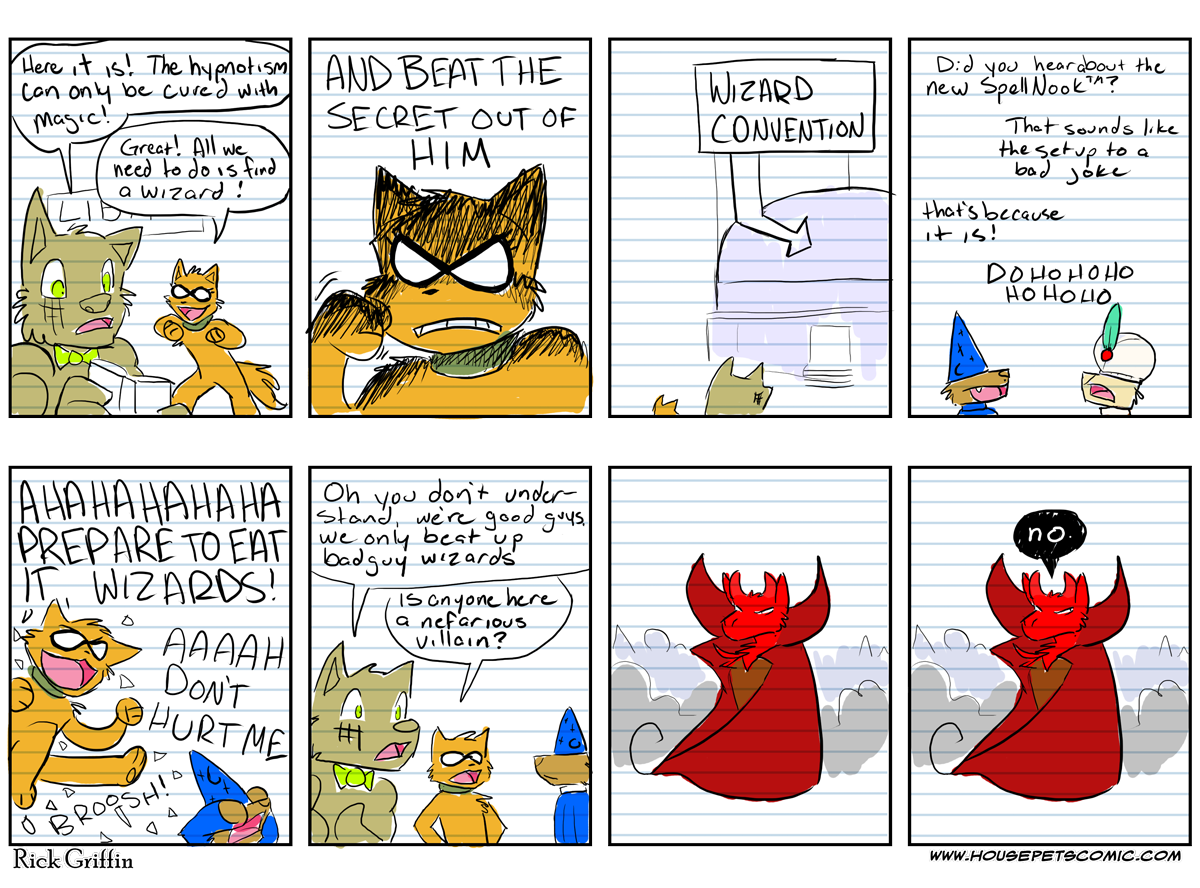 Here it is! The hypnotism
can only be cured with
magic!
Great! All we
need to do is find
a wizard!
AND BEAT THE
SECRET OUT OF
HIM
WIZARD
CONVENTION
Did you hear about the
new SpellNook™?
That sounds like
the setup to a
bad joke
that's because
it is!
DOHOHOHO
HOHOHO
AHAHAHAHAHA
PREPARE TO EAT
IT, WIZARDS!
AAAAH
DON'T
HURT ME
BROOSH!
Oh you don't under-
stand, we're good guys,
we only beat up
badguy wizards
Is anyone here
a nefarious
villain?
no.
Rick Griffin
WWW.HOUSEPETSCOMIC.COM